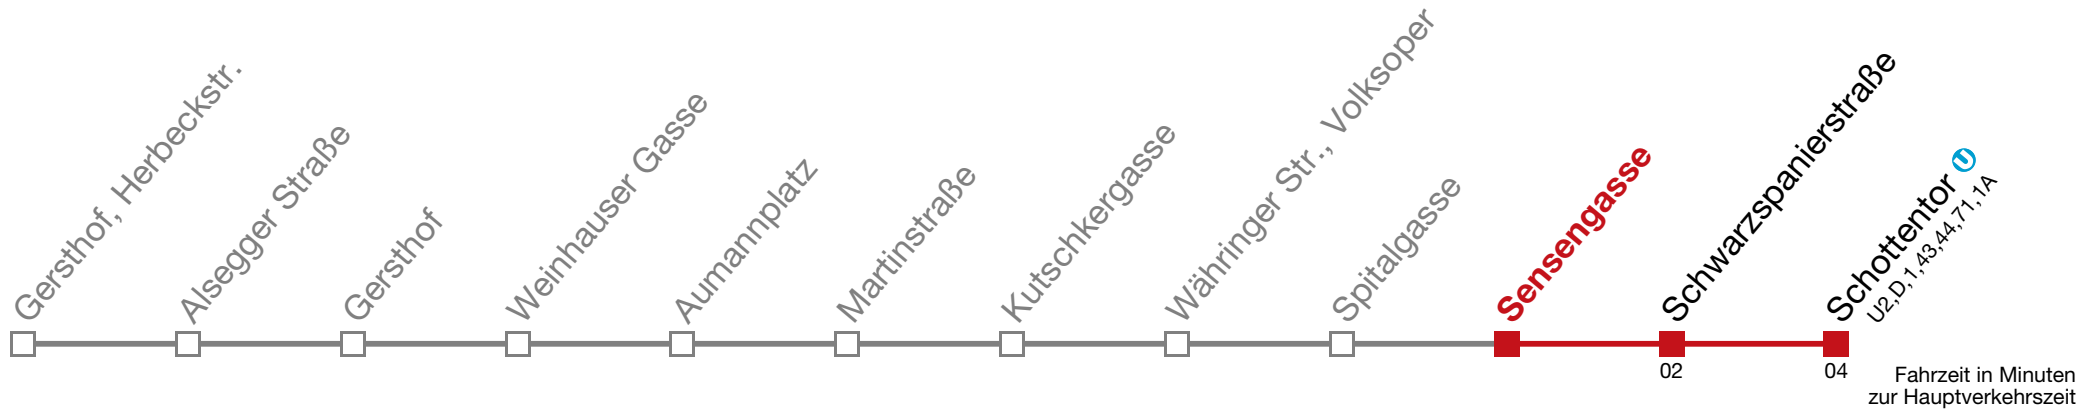 Gersthof, Herbeckstr.
Alsegger Straße
Gersthof
Weinhauser Gasse
Aumannplatz
Martinstraße
Kutschkergasse
Währinger Str., Volksoper
Spitalgasse
Sensengasse
Schwarzspanierstraße
Schottentor U
U2,D,1,43,44,71,1A
02
04
Fahrzeit in Minuten
zur Hauptverkehrszeit